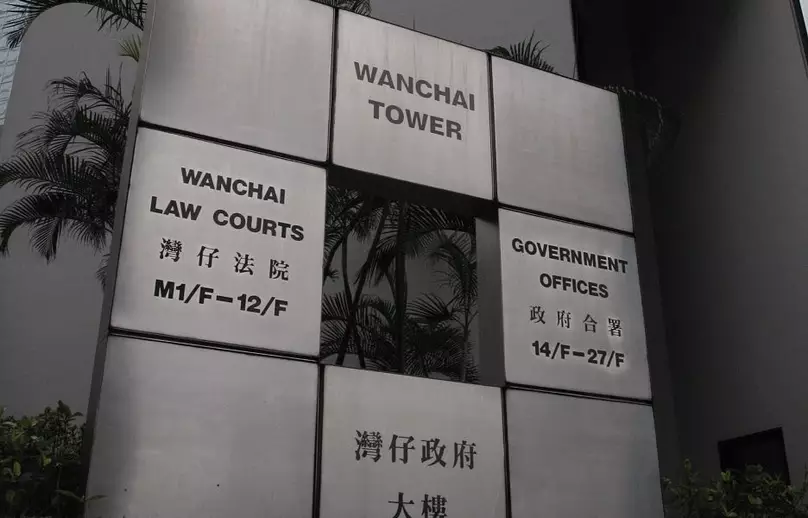 WANCHAI
TOWER
WANCHAI
LAW COURTS
灣仔法院
M1/F-12/F
GOVERNMENT
OFFICES
政府合署
14/F-27/F
灣仔政府
大樓